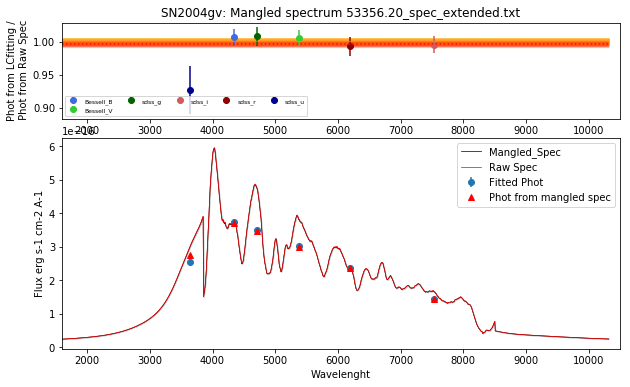 SN2004gv: Mangled spectrum 53356.20_spec_extended.txt
Phot from LCfitting /
Phot from Raw Spec
1.00
0.95
0.90
Bessell_B
sdss_g
sdss_i
sdss_r
sdss_u
Bessell_V
2000 3000 4000 5000 6000 7000 8000 9000 10000
1e−16
Flux erg s-1 cm-2 A-1
6
5
4
3
2
1
0
Mangled_Spec
Raw Spec
Fitted Phot
Phot from mangled spec
2000 3000 4000 5000 6000 7000 8000 9000 10000
Wavelenght